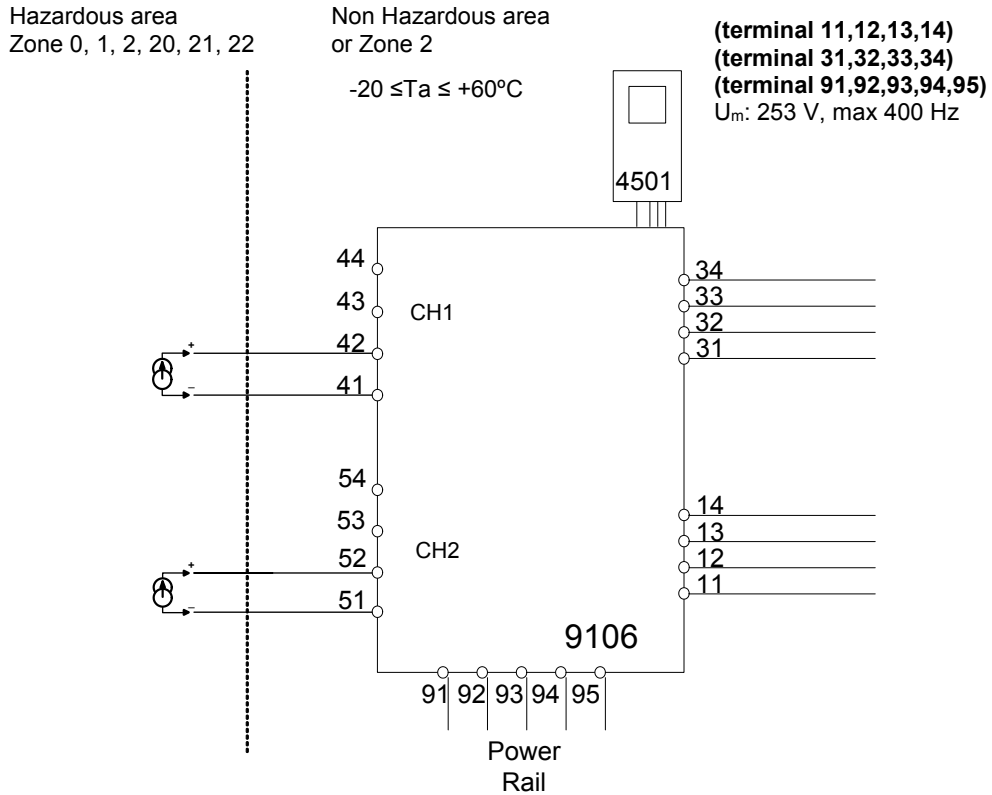 Hazardous area
Zone 0, 1, 2, 20, 21, 22
Non Hazardous area
or Zone 2
-20 ≤Ta ≤ +60ºC
(terminal 11,12,13,14)
(terminal 31,32,33,34)
(terminal 91,92,93,94,95)
Um: 253 V, max 400 Hz
4501
44
43
CH1
42
+
41
–
34
33
32
31
54
53
CH2
52
+
51
–
14
13
12
11
9106
91 92 93 94 95
Power
Rail